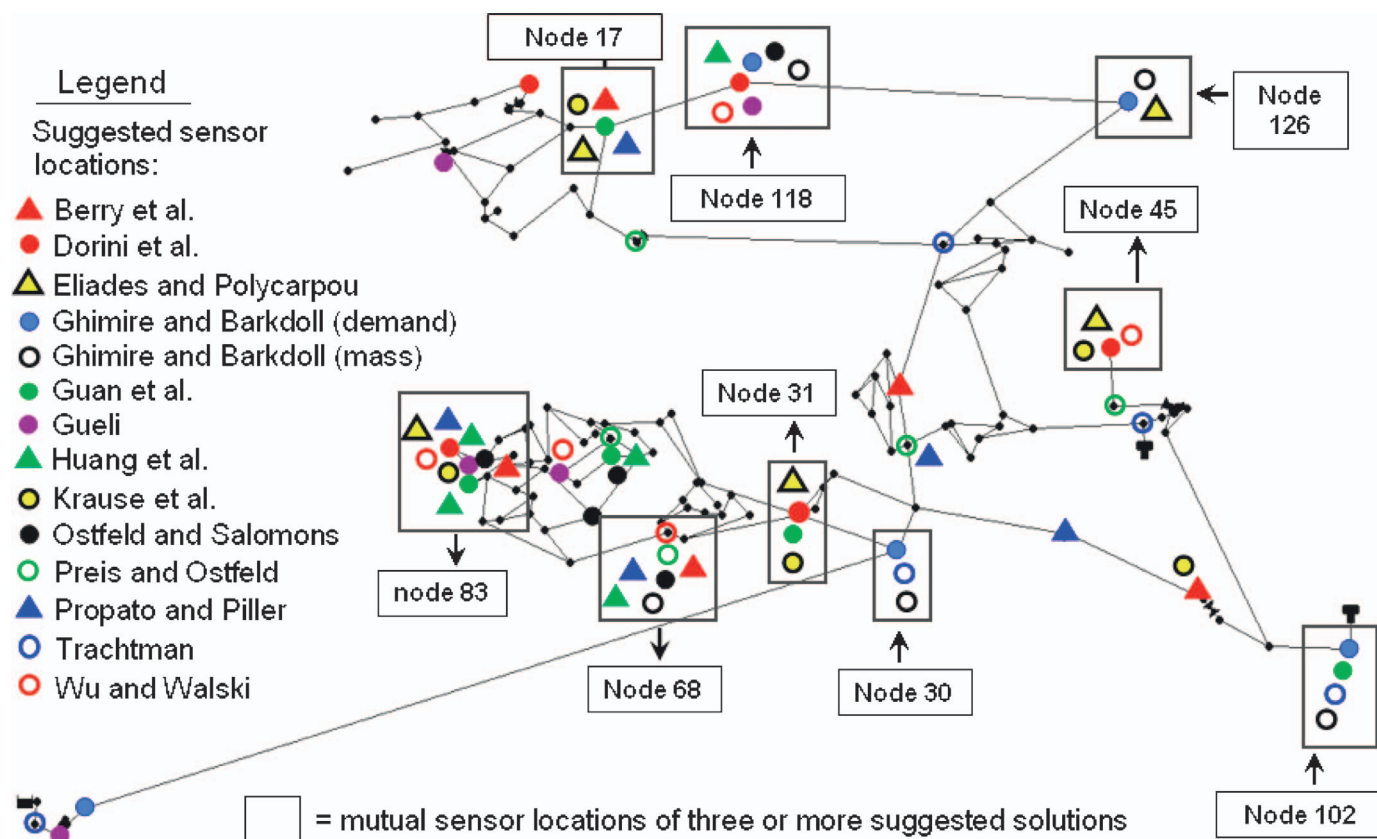 Legend
Suggested sensor
locations:
Berry et al.
Dorini et al.
Eliades and Polycarpou
Ghimire and Barkdoll (demand)
Ghimire and Barkdoll (mass)
Guan et al.
Gueli
Huang et al.
Krause et al.
Ostfeld and Salomons
Preis and Ostfeld
Propato and Piller
Trachtman
Wu and Walski
Node 17
Node 118
Node
126
Node 45
Node 31
node 83
Node 68
Node 30
Node 102
= mutual sensor locations of three or more suggested solutions